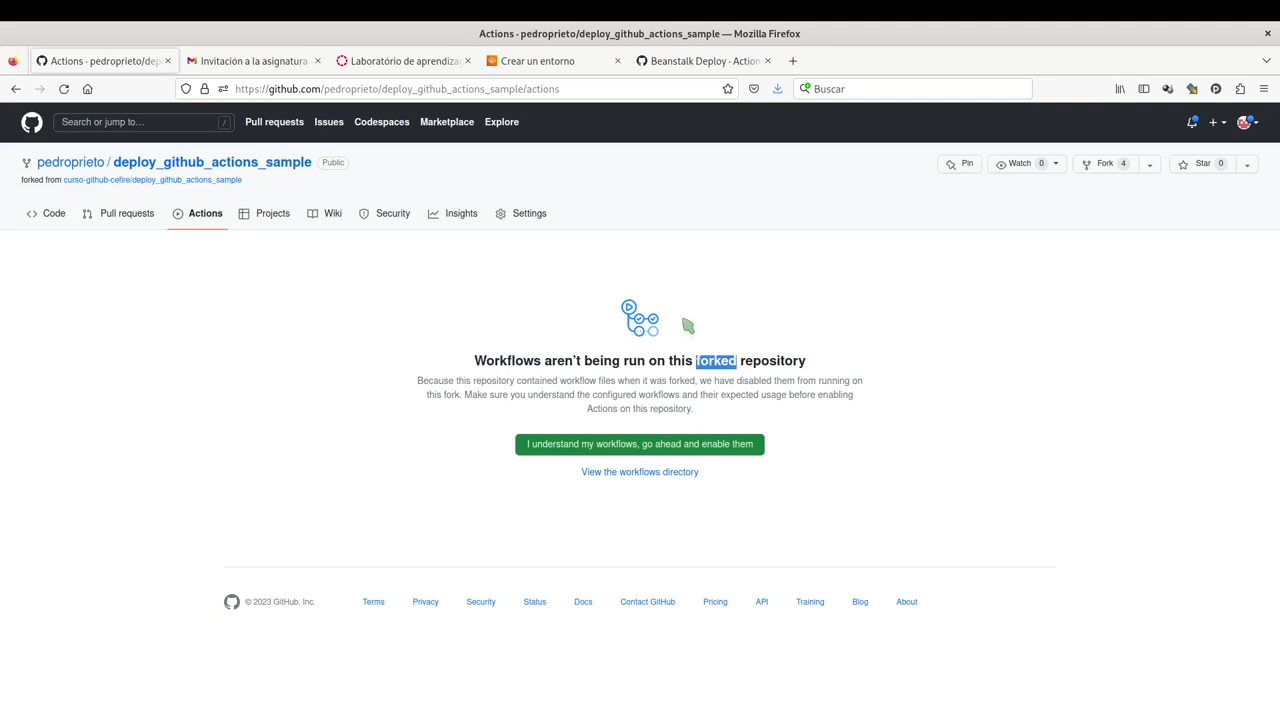 Actions · pedroprieto/deploy_github_actions_sample — Mozilla Firefox
Actions · pedroprieto/dep
Invitación a la asignatura
Laboratório de aprendiza
Crear un entorno
Beanstalk Deploy · Action
https://github.com/pedroprieto/deploy_github_actions_sample/actions
Buscar
Search or jump to… /
Pull requests Issues Codespaces Marketplace Explore
pedroprieto / deploy_github_actions_sample Public
Pin Watch 0 Fork 4 Star 0
forked from curso-github-cefire/deploy_github_actions_sample
Code Pull requests Actions Projects Wiki Security Insights Settings
Workflows aren't being run on this forked repository
Because this repository contained workflow files when it was forked, we have disabled them from running on
this fork. Make sure you understand the configured workflows and their expected usage before enabling
Actions on this repository.
I understand my workflows, go ahead and enable them
View the workflows directory
© 2023 GitHub, Inc. Terms Privacy Security Status Docs Contact GitHub Pricing API Training Blog About